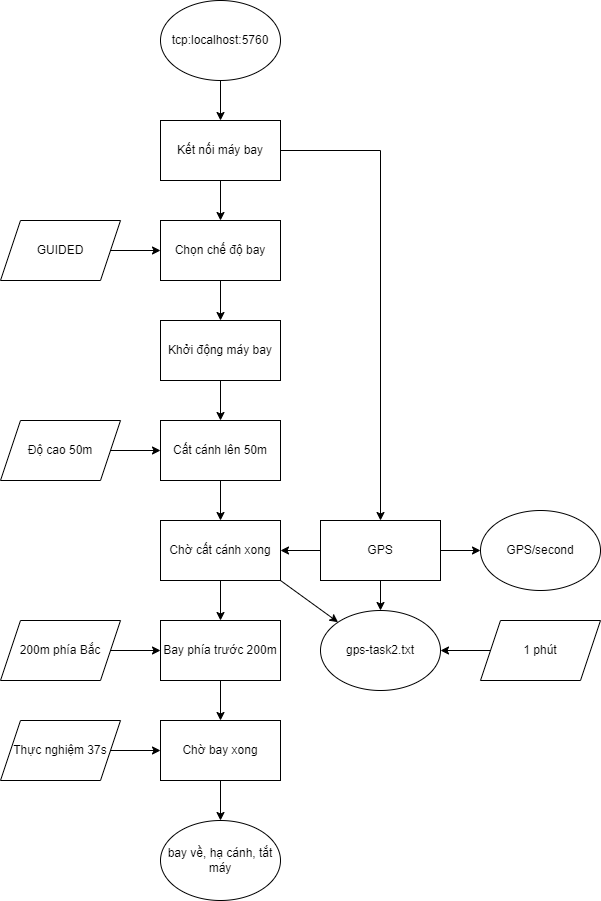 tcp:localhost:5760
Kết nối máy bay
GUIDED
Chọn chế độ bay
Khởi động máy bay
Độ cao 50m
Cất cánh lên 50m
Chờ cất cánh xong
GPS
GPS/second
200m phía Bắc
Bay phía trước 200m
gps-task2.txt
1 phút
Thực nghiệm 37s
Chờ bay xong
bay về, hạ cánh, tắt
máy